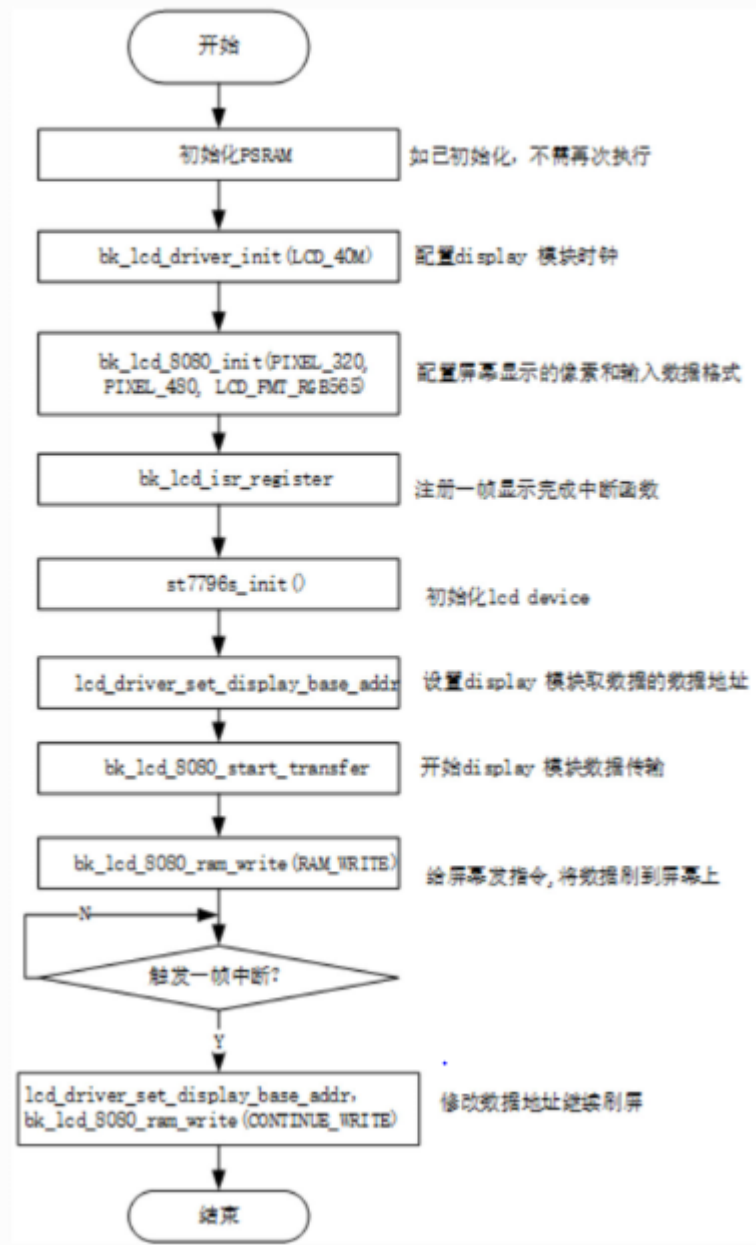 开始
初始化PSRAM
如已初始化，不需再次执行
bk_lcd_driver_init(LCD_40M)
配置display 模块时钟
bk_lcd_8080_init(PIXEL_320,
PIXEL_480, LCD_FMT_RGB565)
配置屏幕显示的像素和输入数据格式
bk_lcd_isr_register
注册一帧显示完成中断函数
st7796s_init()
初始化lcd device
lcd_driver_set_display_base_addr
设置display 模块取数据的数据地址
bk_lcd_8080_start_transfer
开始display 模块数据传输
bk_lcd_8080_ram_write(RAM_WRITE)
给屏幕发指令,将数据刷到屏幕上
N
触发一帧中断?
Y
lcd_driver_set_display_base_addr,
bk_lcd_8080_ram_write(CONTINUE_WRITE)
修改数据地址继续刷屏
结束